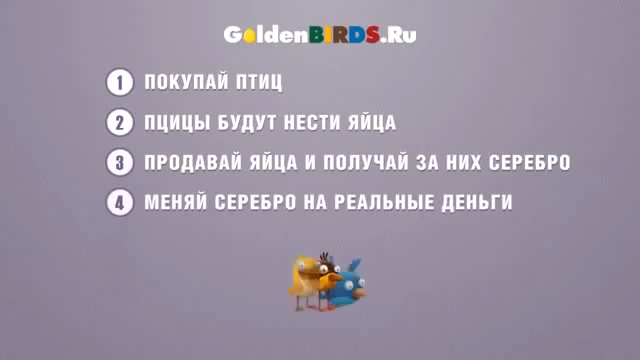 GoldenBIRDS.Ru
1 ПОКУПАЙ ПТИЦ
2 ПЦИЦЫ БУДУТ НЕСТИ ЯЙЦА
3 ПРОДАВАЙ ЯЙЦА И ПОЛУЧАЙ ЗА НИХ СЕРЕБРО
4 МЕНЯЙ СЕРЕБРО НА РЕАЛЬНЫЕ ДЕНЬГИ